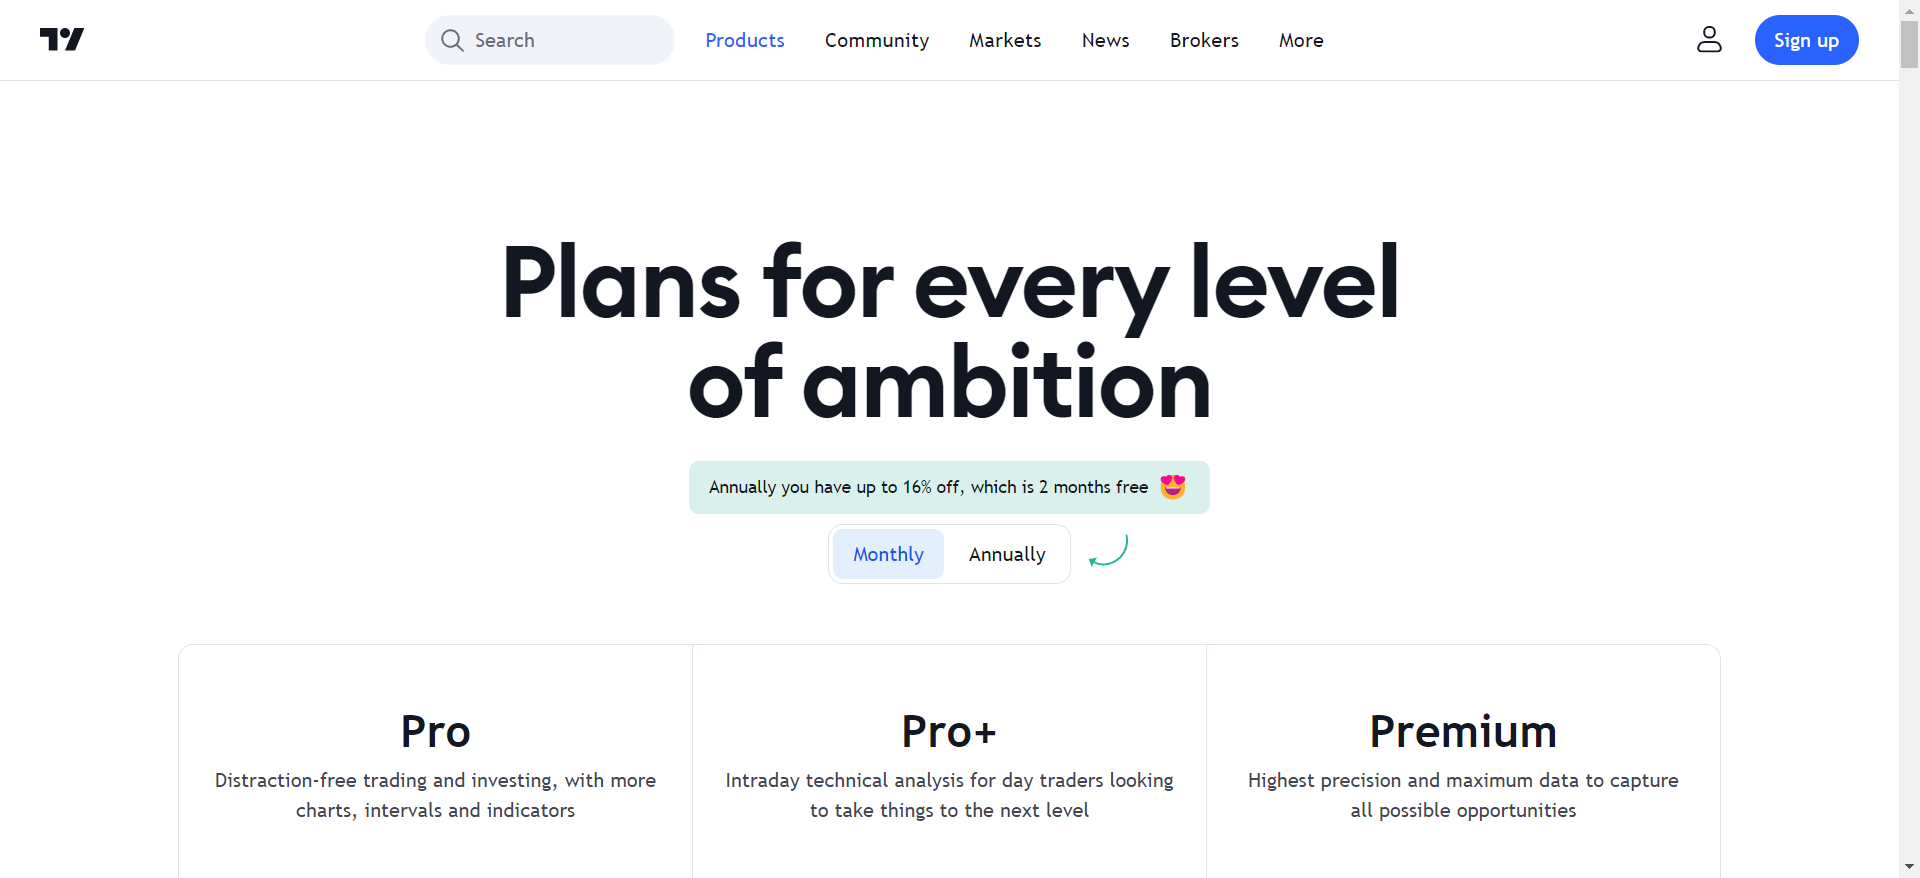 Search
Products
Community
Markets
News
Brokers
More
Sign up
Plans for every level
of ambition
Annually you have up to 16% off, which is 2 months free
Monthly
Annually
Pro
Distraction-free trading and investing, with more
charts, intervals and indicators
Pro+
Intraday technical analysis for day traders looking
to take things to the next level
Premium
Highest precision and maximum data to capture
all possible opportunities